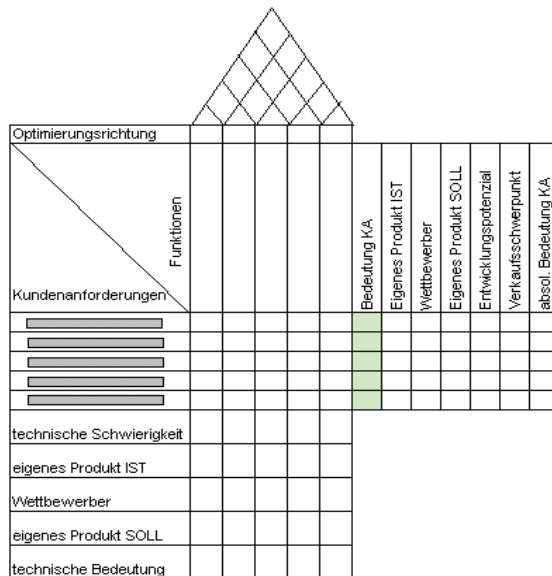 Optimierungsrichtung
Funktionen
Kundenanforderungen
Bedeutung KA
Eigenes Produkt IST
Wettbewerber
Eigenes Produkt SOLL
Entwicklungspotenzial
Verkaufsschwerpunkt
absol. Bedeutung KA
technische Schwierigkeit
eigenes Produkt IST
Wettbewerber
eigenes Produkt SOLL
technische Bedeutung